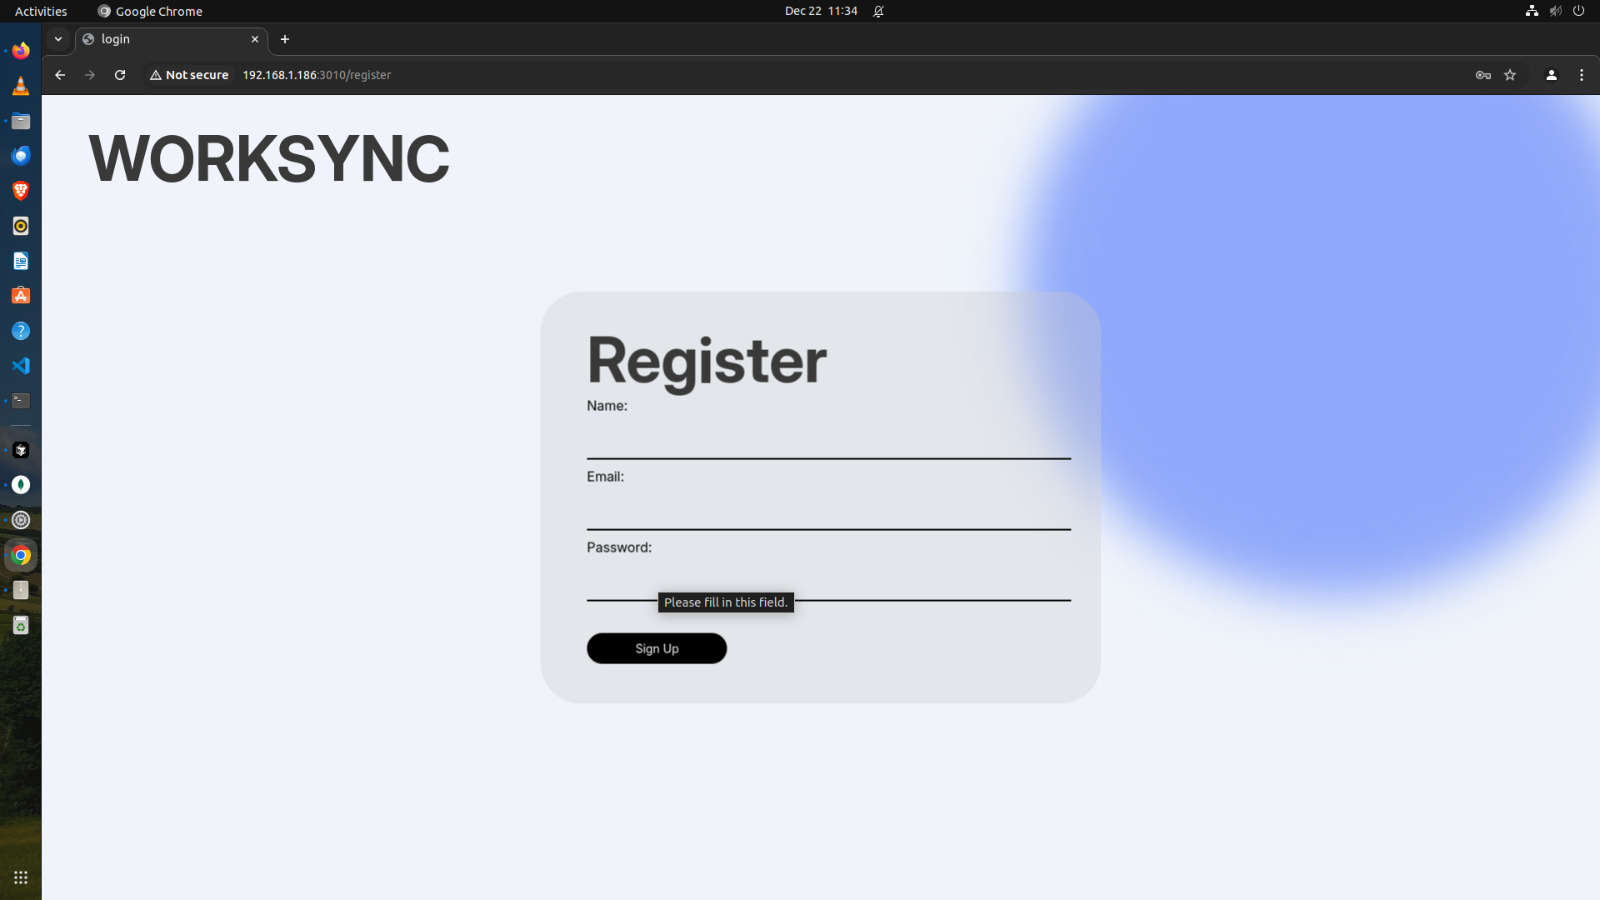 Activities
Google Chrome
Dec 22 11:34
login
Not secure
192.168.1.186:3010/register
WORKSYNC
Register
Name:
Email:
Password:
Please fill in this field.
Sign Up